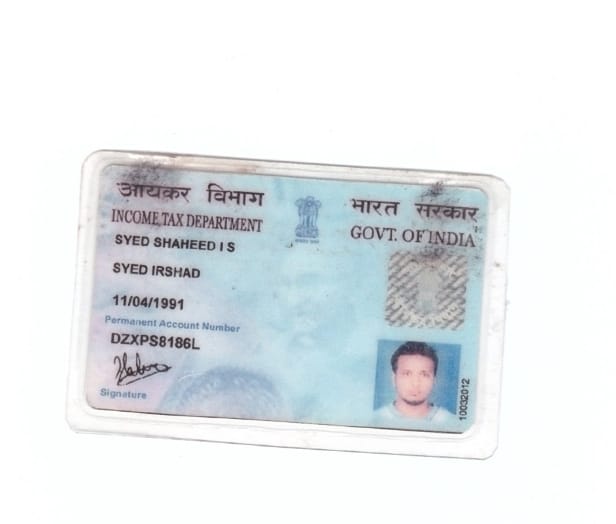 आयकर विभाग
INCOME TAX DEPARTMENT
भारत सरकार
GOVT. OF INDIA
SYED SHAHEED I S
SYED IRSHAD
11/04/1991
Permanent Account Number
DZXPS8186L
Signature
10032012